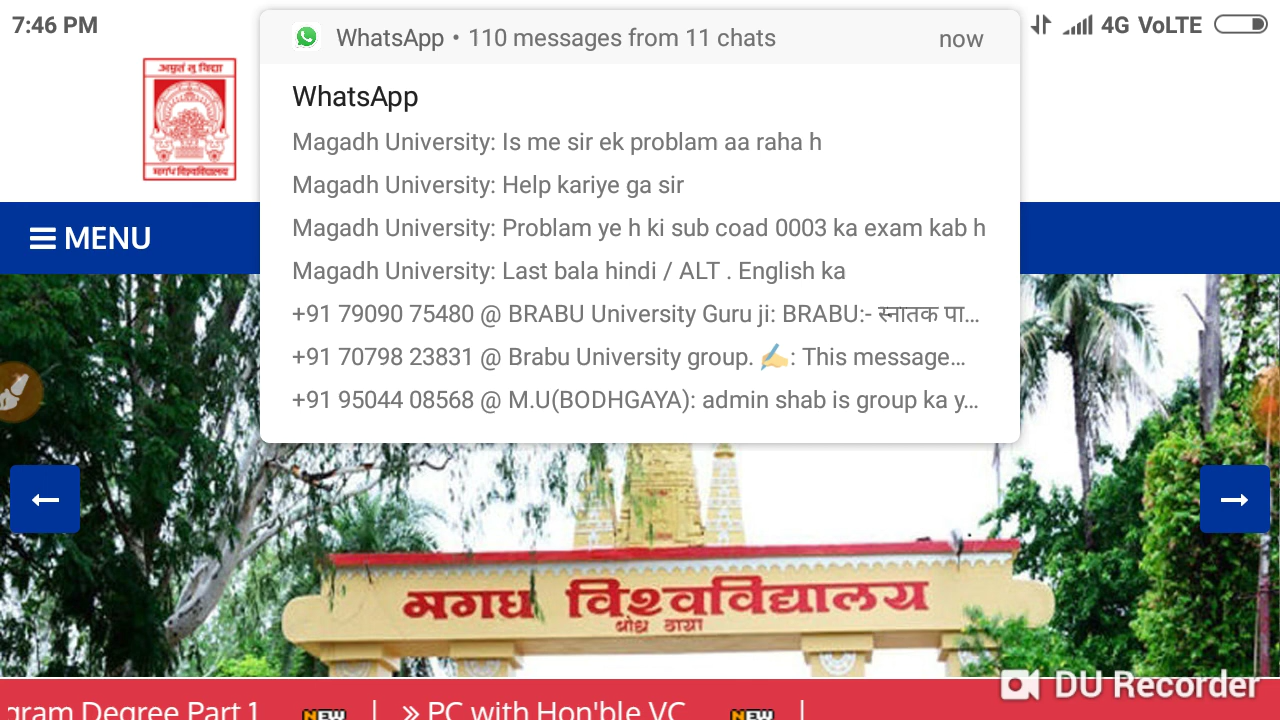 7:46 PM
4G VoLTE
WhatsApp • 110 messages from 11 chats now
WhatsApp
Magadh University: Is me sir ek problam aa raha h
Magadh University: Help kariye ga sir
Magadh University: Problam ye h ki sub coad 0003 ka exam kab h
Magadh University: Last bala hindi / ALT . English ka
+91 79090 75480 @ BRABU University Guru ji: BRABU:- स्नातक पा...
+91 70798 23831 @ Brabu University group. ✍: This message...
+91 95044 08568 @ M.U(BODHGAYA): admin shab is group ka y...
अमृतं तु विद्या
मगध विश्वविद्यालय
MENU
मगध विश्वविद्यालय
बोध गया
DU Recorder
gram Degree Part 1 NEW | » PC with Hon'ble VC NEW |